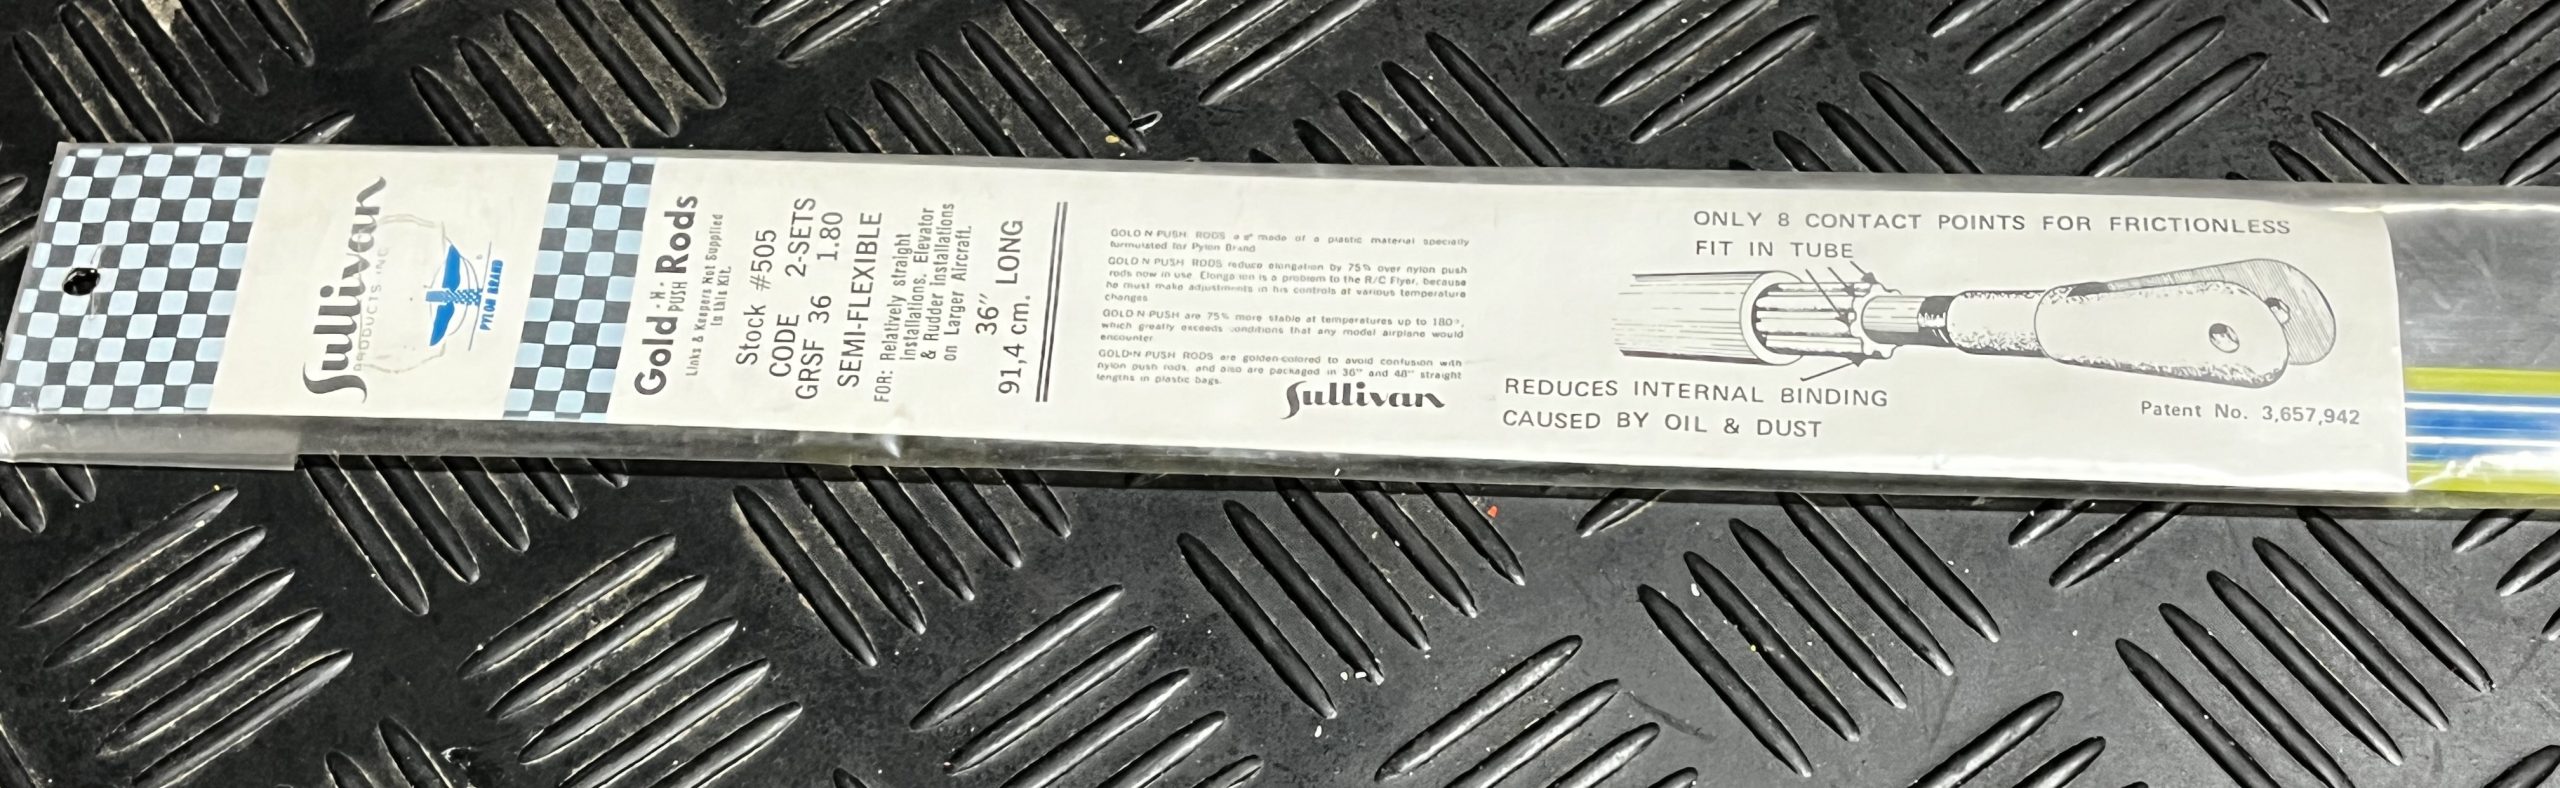 Sullivan
PRODUCTS, INC.
PYLON BRAND
Gold -N- PUSH Rods
Links & Keepers Not Supplied
In this Kit.
Stock #505
CODE 2-SETS
GRSF 36 1.80
SEMI-FLEXIBLE
FOR: Relatively straight
installations. Elevator
& Rudder installations
on Larger Aircraft.
36"
91,4 cm. LONG
GOLD N PUSH RODS made of a plastic material specially
formulated for Pylon Brand
GOLD N PUSH RODS reduce elongation by 75% over nylon push
rods now in use. Elongation is a problem to the R/C Flyer, because
he must make adjustments in his controls at various temperature
changes
GOLD N PUSH are 75% more stable at temperatures up to 180°,
which greatly exceeds conditions that any model airplane would
encounter
GOLD-N PUSH RODS are golden-colored to avoid confusion with
nylon push rods, and also are packaged in 36" and 48" straight
lengths in plastic bags.
Sullivan
ONLY 8 CONTACT POINTS FOR FRICTIONLESS
FIT IN TUBE
REDUCES INTERNAL BINDING
CAUSED BY OIL & DUST
Patent No. 3,657,942